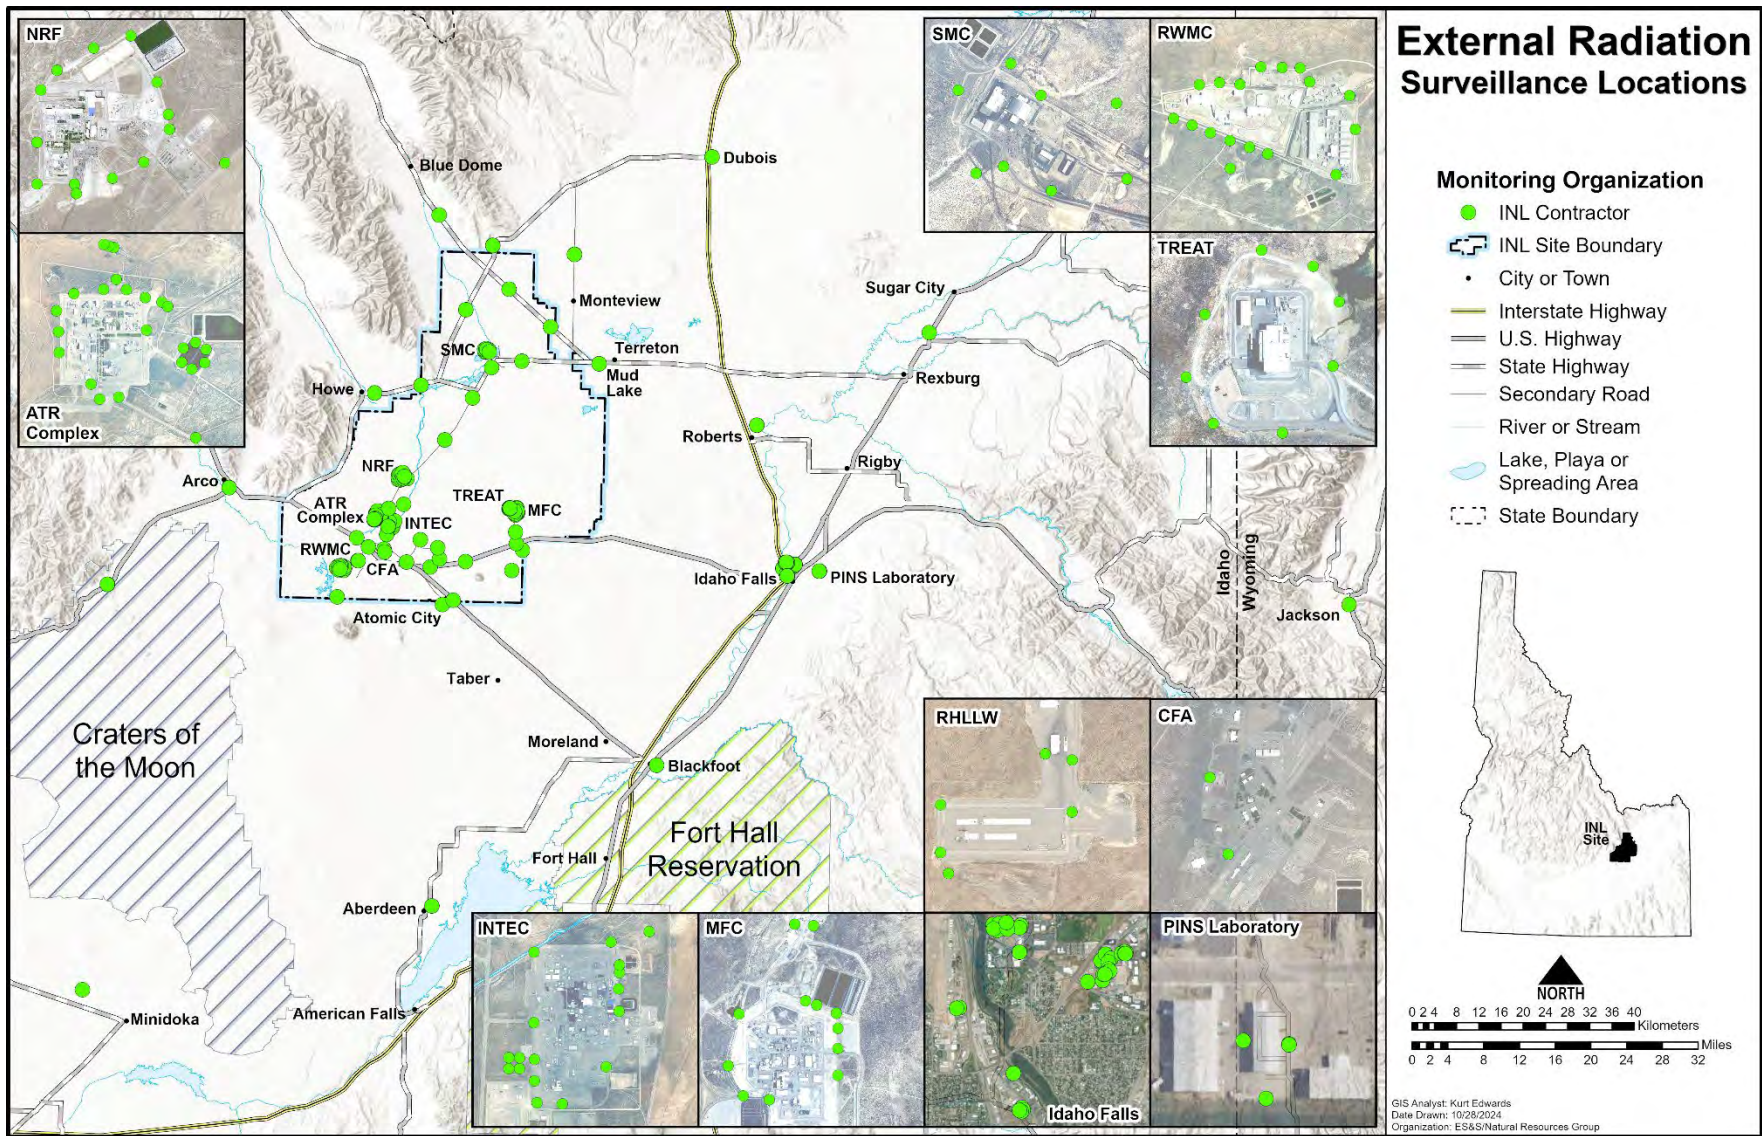 NRF
ATR
Complex
SMC
RWMC
TREAT
Blue Dome
Dubois
Monteview
Sugar City
SMC
Terreton
Mud
Lake
Howe
Rexburg
Roberts
Rigby
Arco
NRF
ATR
Complex
INTEC
TREAT
MFC
RWMC
CFA
Idaho Falls
PINS Laboratory
Idaho
Wyoming
Jackson
Atomic City
Taber
Craters of
the Moon
Moreland
Blackfoot
Fort Hall
Reservation
Fort Hall
Aberdeen
Minidoka
American Falls
RHLLW
CFA
INTEC
MFC
Idaho Falls
PINS Laboratory
External Radiation
Surveillance Locations
Monitoring Organization
INL Contractor
INL Site Boundary
City or Town
Interstate Highway
U.S. Highway
State Highway
Secondary Road
River or Stream
Lake, Playa or
Spreading Area
State Boundary
INL
Site
NORTH
0 2 4 8 12 16 20 24 28 32 36 40
Kilometers
Miles
0 2 4 8 12 16 20 24 28 32
GIS Analyst: Kurt Edwards
Date Drawn: 10/28/2024
Organization: ES&S/Natural Resources Group